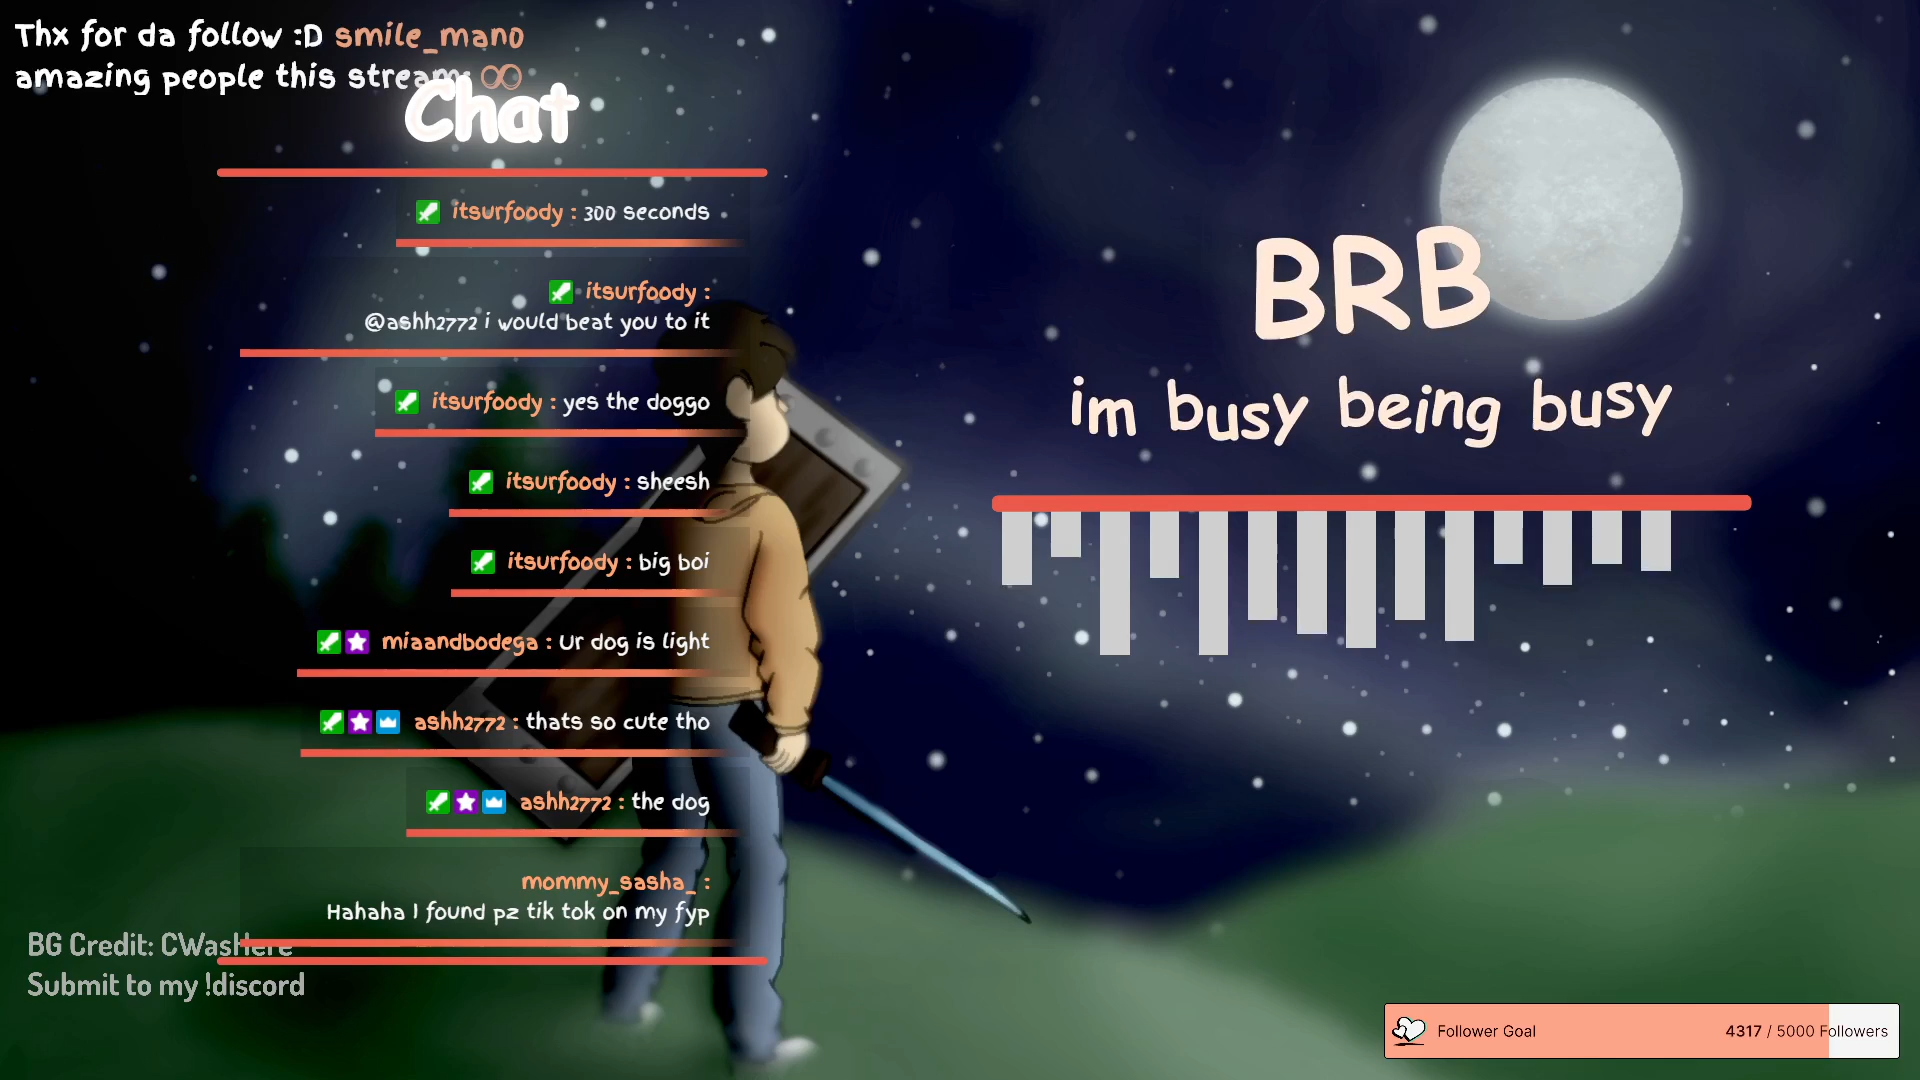 Thx for da follow :D smile_mano
amazing people this stream: ∞
Chat
itsurfoody : 300 seconds
itsurfoody :
@ashh2772 i would beat you to it
itsurfoody : yes the doggo
itsurfoody : sheesh
itsurfoody : big boi
miaandbodega : Ur dog is light
ashh2772 : thats so cute tho
ashh2772 : the dog
mommy_sasha_ :
Hahaha I found pz tik tok on my fyp
BG Credit: CWasHere
Submit to my !discord
BRB
im busy being busy
Follower Goal 4317 / 5000 Followers